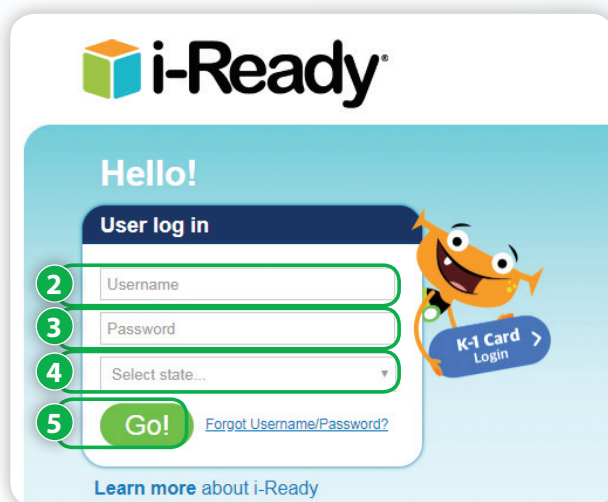 i-Ready®
Hello!
User log in
2 Username
3 Password
4 Select state...
5 Go! Forgot Username/Password?
K-1 Card
Login
Learn more about i-Ready